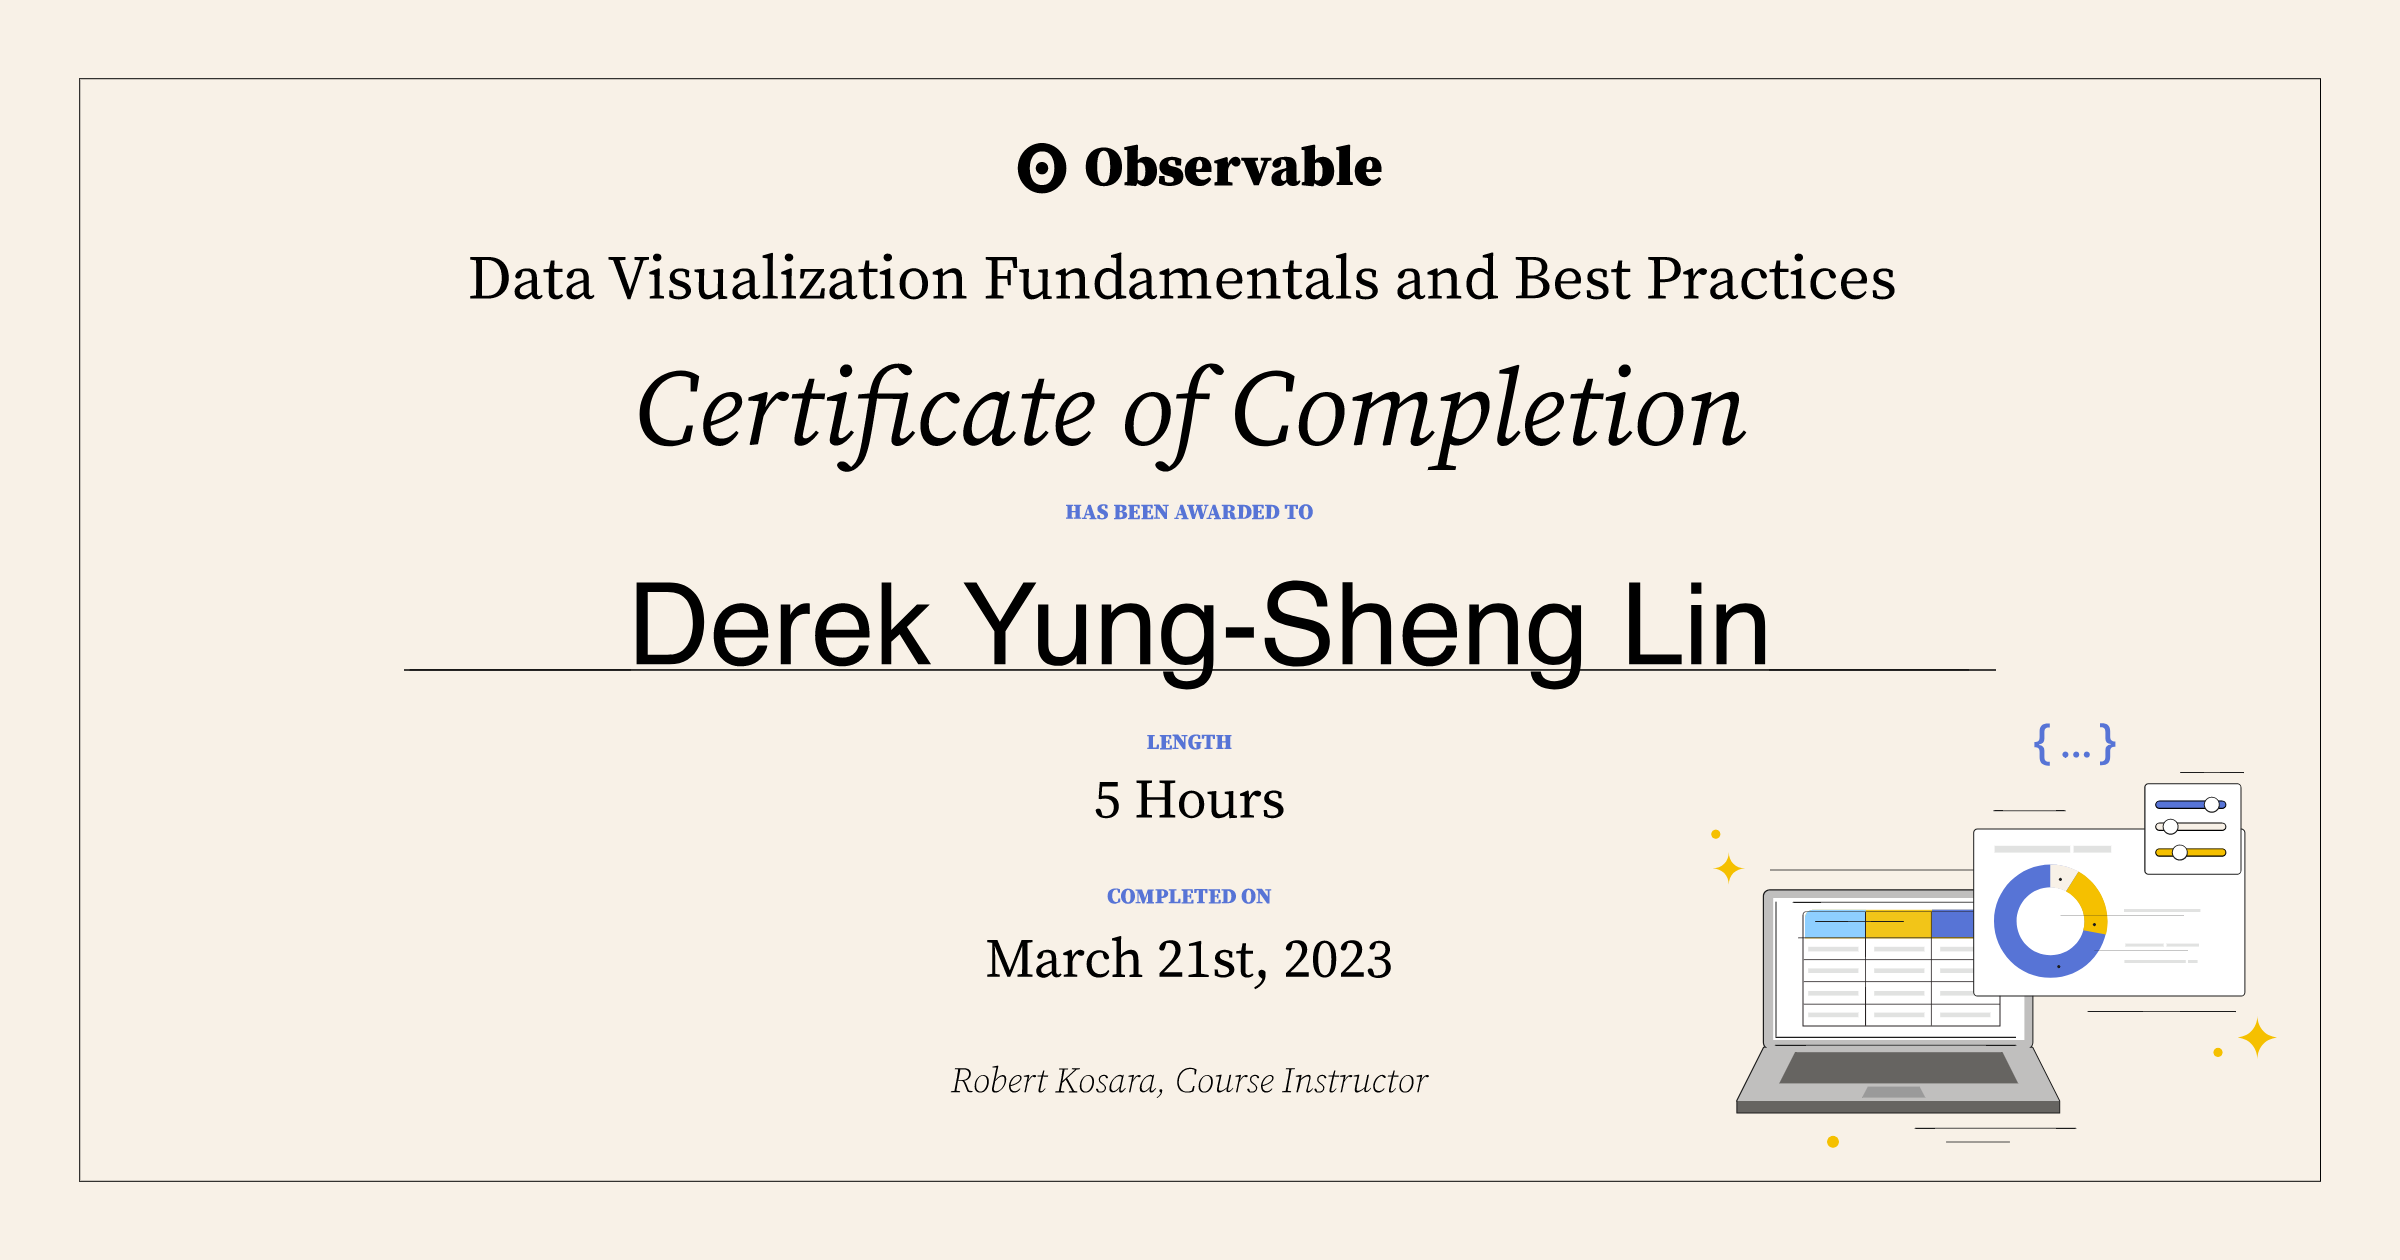 Observable
Data Visualization Fundamentals and Best Practices
Certificate of Completion
HAS BEEN AWARDED TO
Derek Yung-Sheng Lin
LENGTH
5 Hours
COMPLETED ON
March 21st, 2023
{ ... }
Robert Kosara, Course Instructor